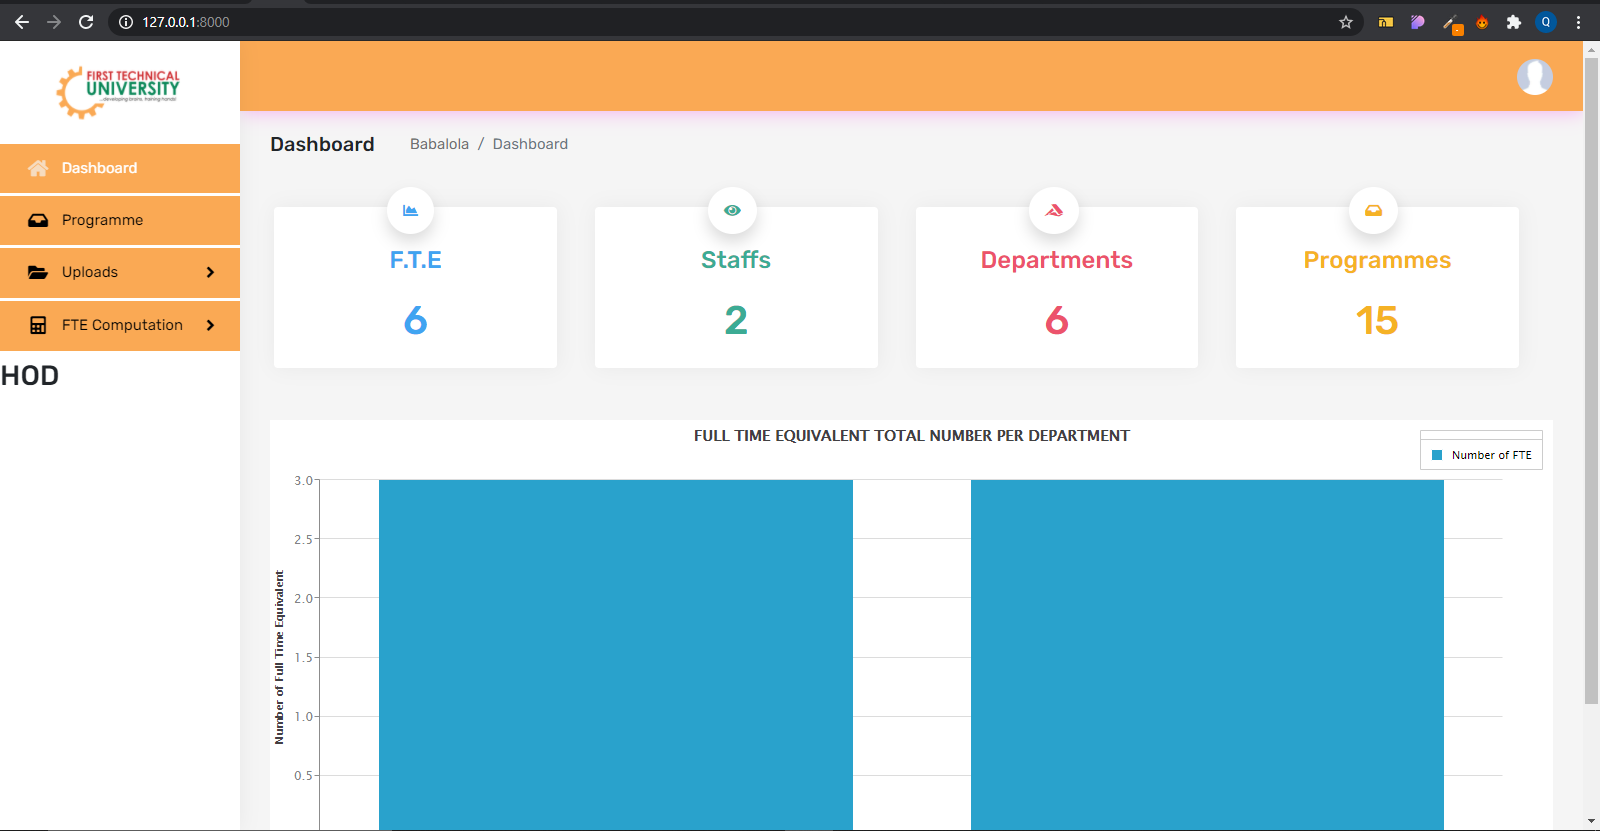 127.0.0.1:8000
Q
FIRST TECHNICAL
UNIVERSITY
...developing brains, training hands!
Dashboard
Programme
Uploads
FTE Computation
HOD
Dashboard
Babalola / Dashboard
F.T.E
6
Staffs
2
Departments
6
Programmes
15
FULL TIME EQUIVALENT TOTAL NUMBER PER DEPARTMENT
Number of FTE
Number of Full Time Equivalent
3.0
2.5
2.0
1.5
1.0
0.5